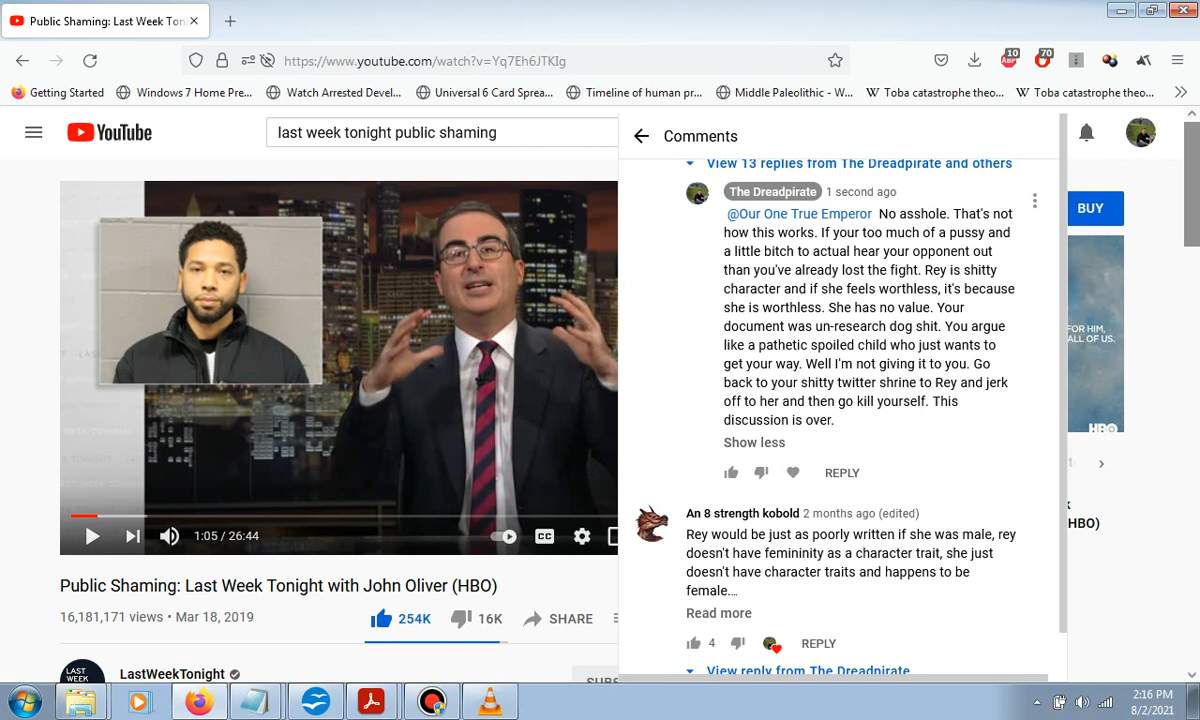 Public Shaming: Last Week Ton
https://www.youtube.com/watch?v=Yq7Eh6JTKIg
10
ABP
70
Getting Started
Windows 7 Home Pre...
Watch Arrested Devel...
Universal 6 Card Sprea...
Timeline of human pr...
Middle Paleolithic - W...
Toba catastrophe theo...
Toba catastrophe theo...
YouTube
last week tonight public shaming
Comments
View 13 replies from The Dreadpirate and others
The Dreadpirate 1 second ago
@Our One True Emperor No asshole. That's not
how this works. If your too much of a pussy and
a little bitch to actual hear your opponent out
than you've already lost the fight. Rey is shitty
character and if she feels worthless, it's because
she is worthless. She has no value. Your
document was un-research dog shit. You argue
like a pathetic spoiled child who just wants to
get your way. Well I'm not giving it to you. Go
back to your shitty twitter shrine to Rey and jerk
off to her and then go kill yourself. This
discussion is over.
Show less
REPLY
An 8 strength kobold 2 months ago (edited)
Rey would be just as poorly written if she was male, rey
doesn't have femininity as a character trait, she just
doesn't have character traits and happens to be
female...
Read more
4
REPLY
View reply from The Dreadpirate
BUY
FOR HIM,
ALL OF US.
HBO
HBO)
1:05 / 26:44
CC
Public Shaming: Last Week Tonight with John Oliver (HBO)
16,181,171 views • Mar 18, 2019
254K
16K
SHARE
LAST
WEEK
LastWeekTonight
SUBS
2:16 PM
8/2/2021